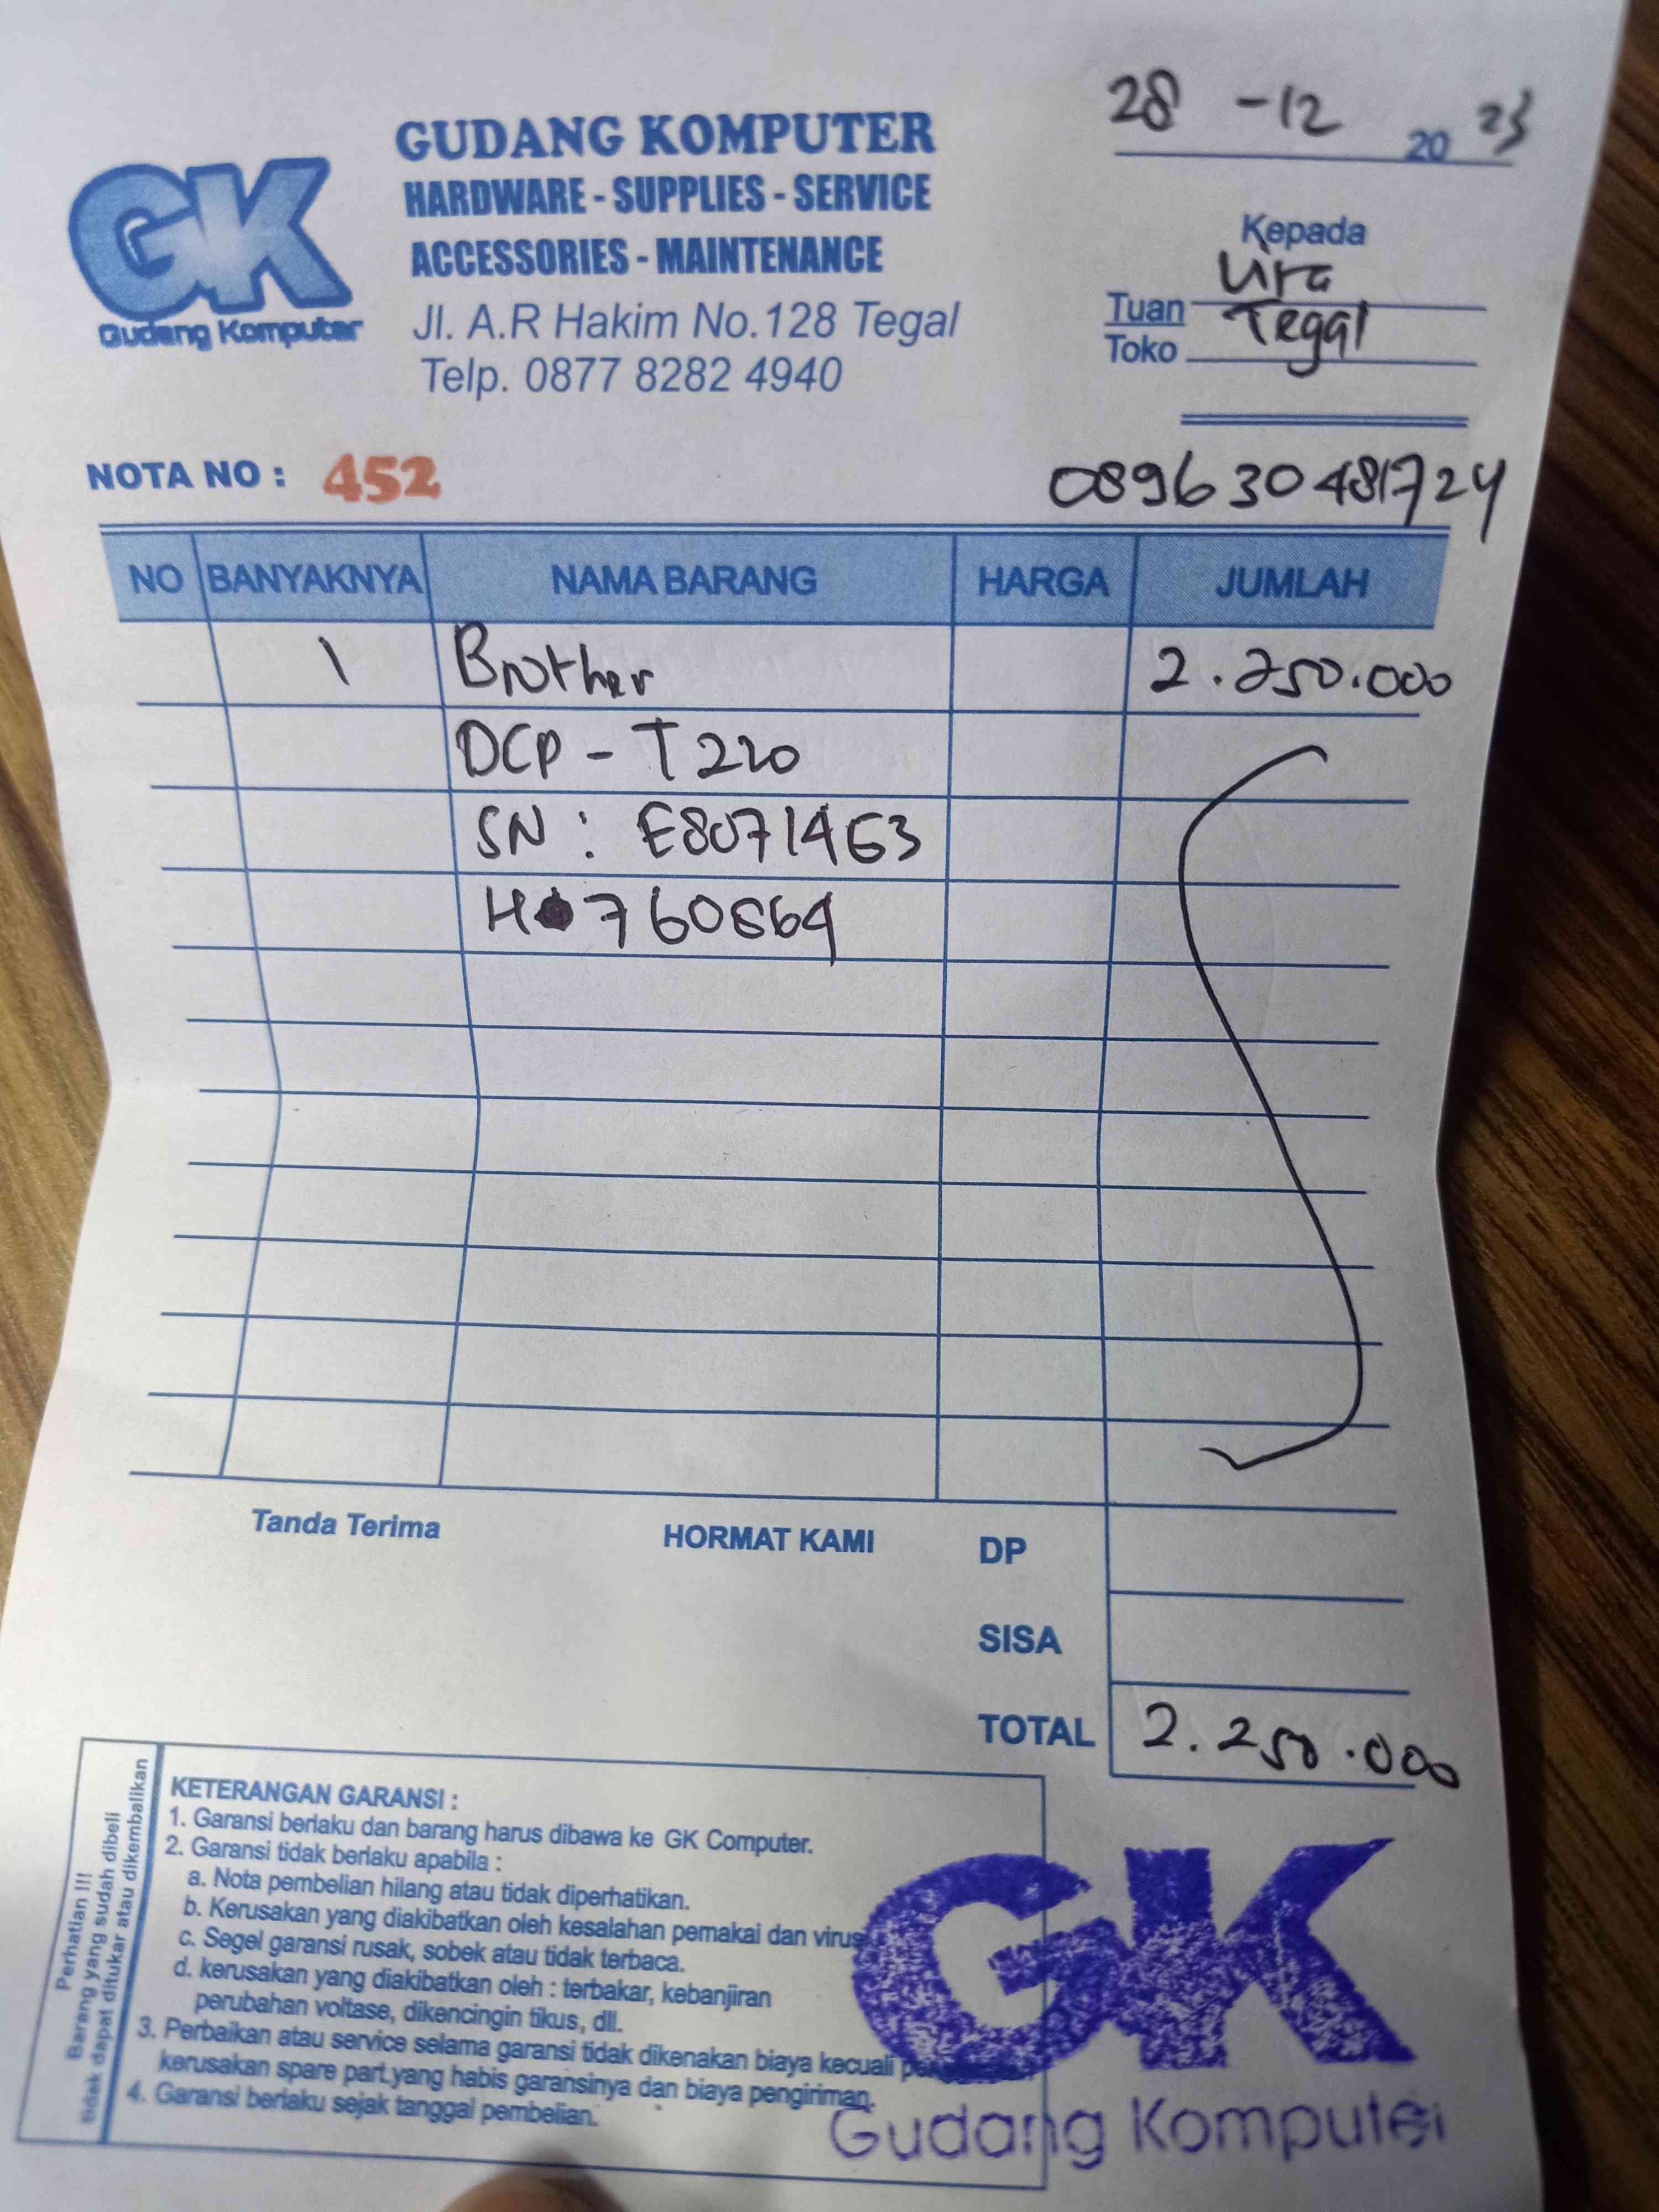 28 -12 2023
GK
Gudang Komputer
GUDANG KOMPUTER
HARDWARE - SUPPLIES - SERVICE
ACCESSORIES - MAINTENANCE
Jl. A.R Hakim No.128 Tegal
Telp. 0877 8282 4940
Kepada
Tuan Lira
Toko Tegal
NOTA NO : 452
089630481724
NO BANYAKNYA NAMA BARANG HARGA JUMLAH
1 Brother 2.250.000
DCP - T220
SN : E80714G3
H 760864
Tanda Terima HORMAT KAMI DP
SISA
TOTAL 2.250.000
Perhatian !!!
Barang yang sudah dibeli
tidak dapat ditukar atau dikembalikan
KETERANGAN GARANSI :
1. Garansi berlaku dan barang harus dibawa ke GK Computer.
2. Garansi tidak berlaku apabila :
a. Nota pembelian hilang atau tidak diperhatikan.
b. Kerusakan yang diakibatkan oleh kesalahan pemakai dan virus
c. Segel garansi rusak, sobek atau tidak terbaca.
d. kerusakan yang diakibatkan oleh : terbakar, kebanjiran
perubahan voltase, dikencingin tikus, dll.
3. Perbaikan atau service selama garansi tidak dikenakan biaya kecuali
kerusakan spare part.yang habis garansinya dan biaya pengiriman.
4. Garansi berlaku sejak tanggal pembelian.
GK
Gudang Komputer